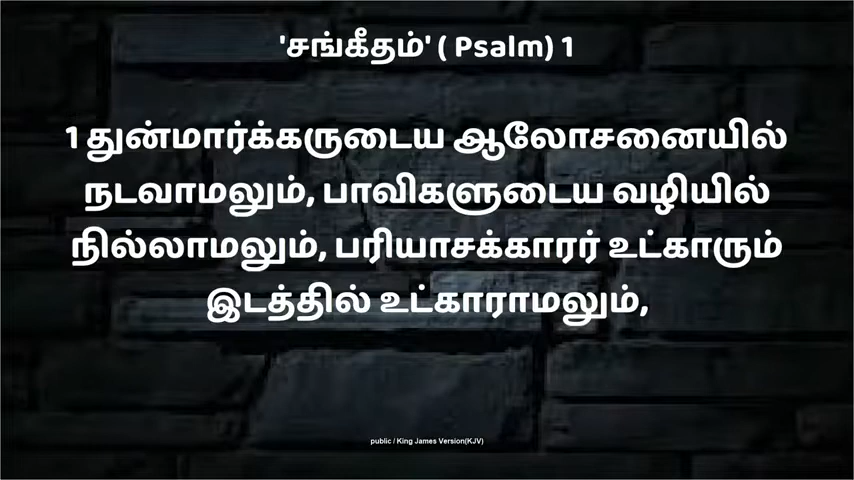 'சங்கீதம்' ( Psalm) 1
1 துன்மார்க்கருடைய ஆலோசனையில்
நடவாமலும், பாவிகளுடைய வழியில்
நில்லாமலும், பரியாசக்காரர் உட்காரும்
இடத்தில் உட்காராமலும்,
public / King James Version(KJV)